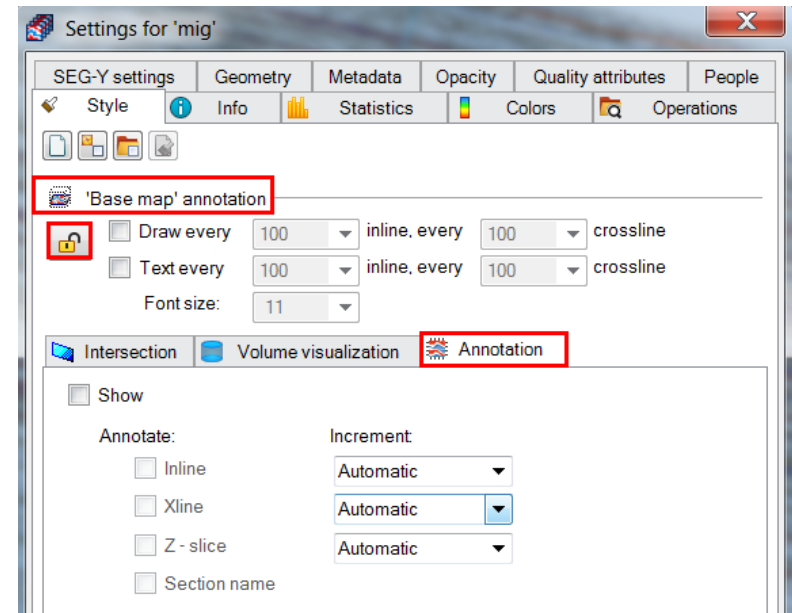 Settings for 'mig'
SEG-Y settings Geometry Metadata Opacity Quality attributes People
Style Info Statistics Colors Operations
'Base map' annotation
Draw every 100 inline, every 100 crossline
Text every 100 inline, every 100 crossline
Font size: 11
Intersection Volume visualization Annotation
Show
Annotate: Increment:
Inline Automatic
Xline Automatic
Z - slice Automatic
Section name